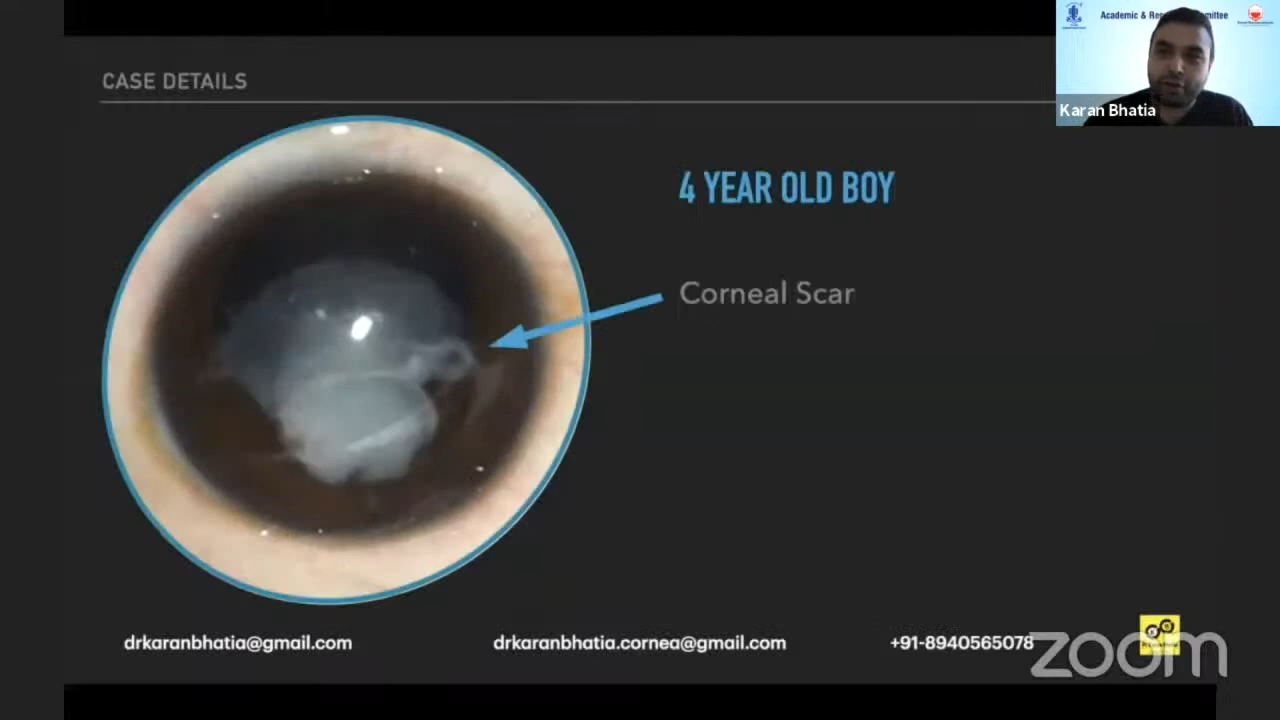 Academic & Res mittee
Karan Bhatia
CASE DETAILS
4 YEAR OLD BOY
Corneal Scar
drkaranbhatia@gmail.com
drkaranbhatia.cornea@gmail.com
+91-8940565078
zoom